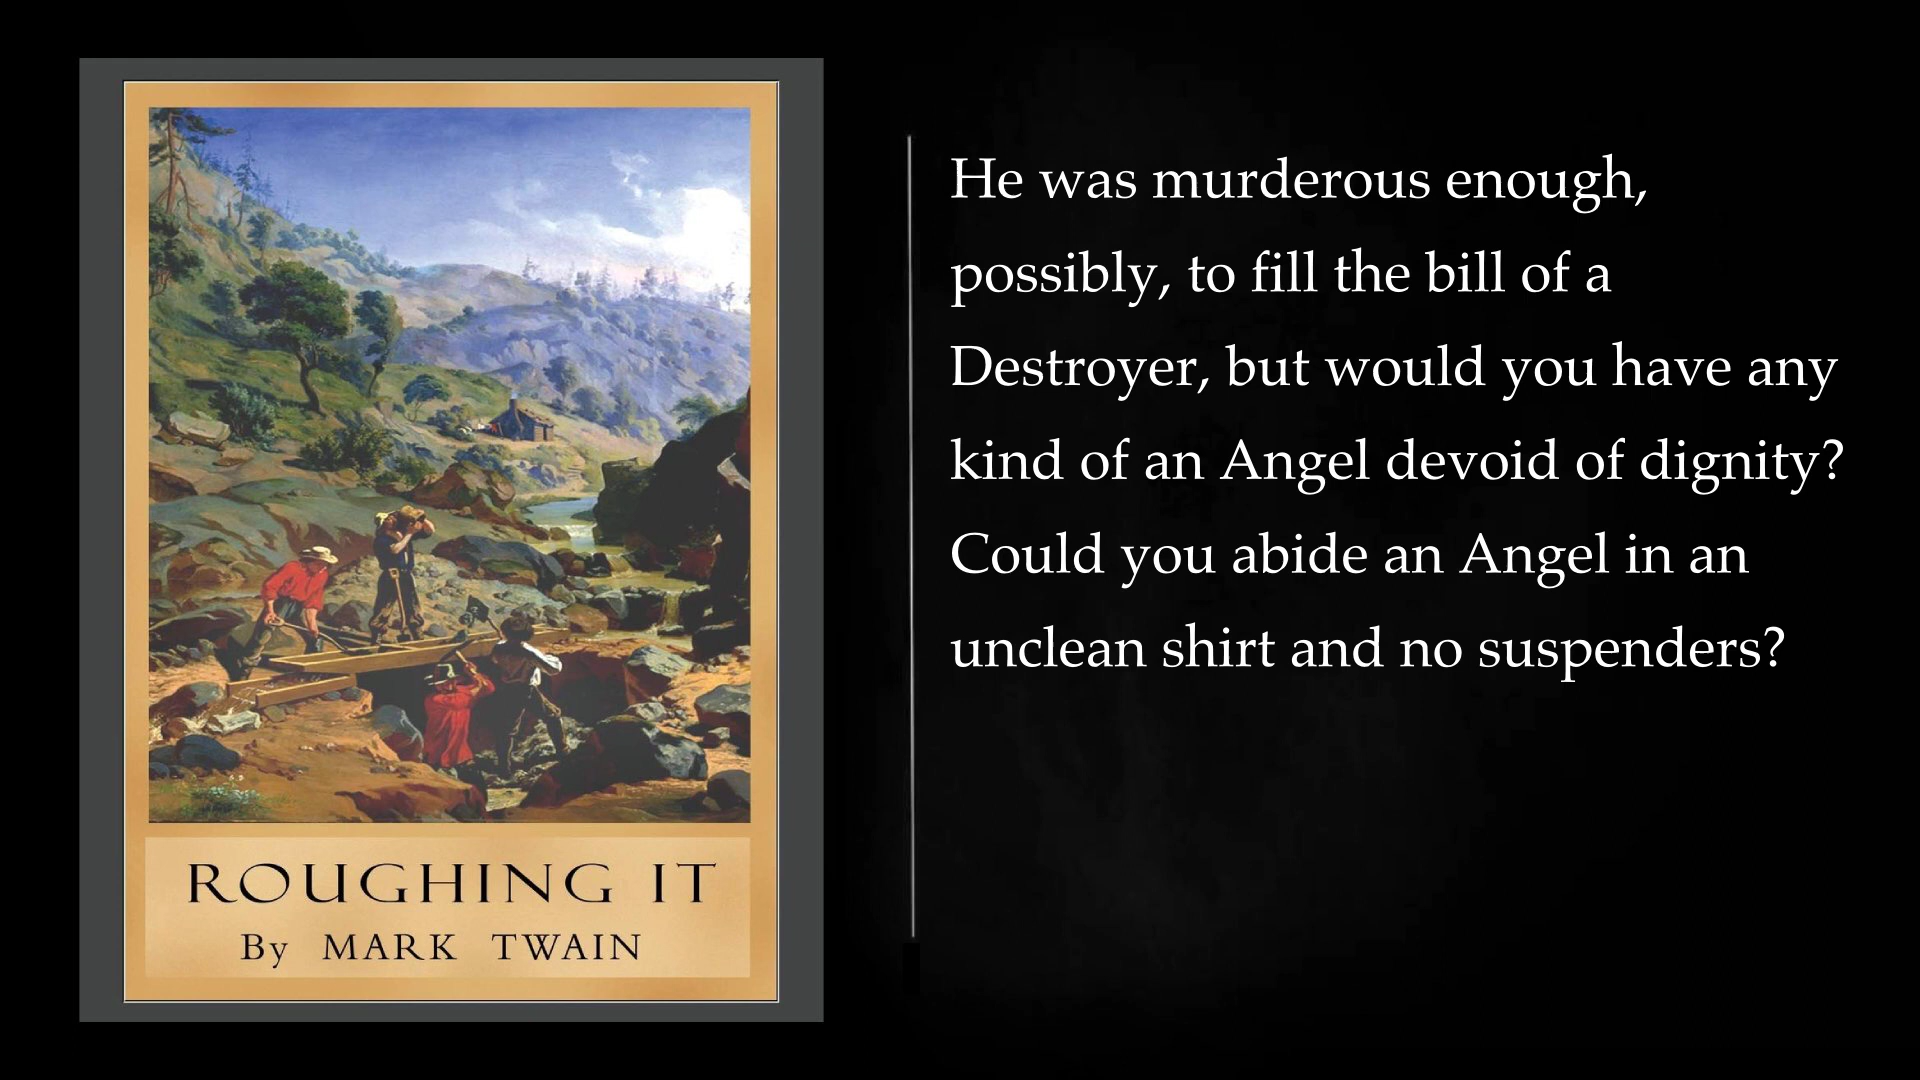 ROUGHING IT
By MARK TWAIN
He was murderous enough,
possibly, to fill the bill of a
Destroyer, but would you have any
kind of an Angel devoid of dignity?
Could you abide an Angel in an
unclean shirt and no suspenders?